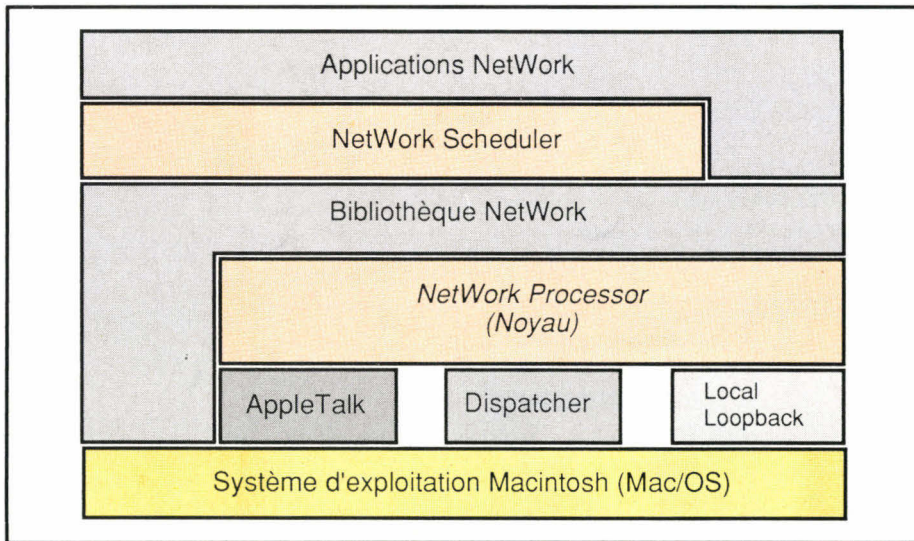 Applications NetWork
NetWork Scheduler
Bibliothèque NetWork
NetWork Processor
(Noyau)
AppleTalk
Dispatcher
Local
Loopback
Système d'exploitation Macintosh (Mac/OS)